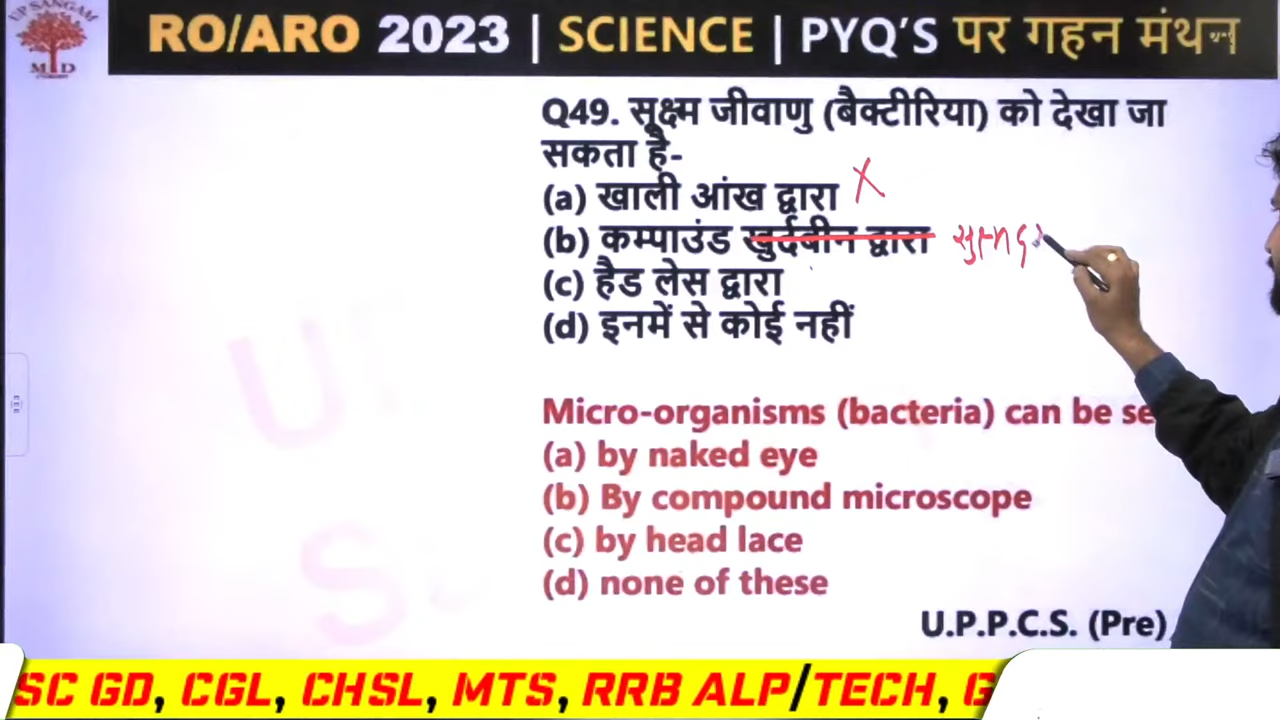 UP SANGAM
RO/ARO 2023 | SCIENCE | PYQ'S पर गहन मंथन
Q49. सूक्ष्म जीवाणु (बैक्टीरिया) को देखा जा
सकता है-
(a) खाली आंख द्वारा X
(b) कम्पाउंड खुर्दबीन द्वारा
(c) हैड लेस द्वारा
(d) इनमें से कोई नहीं
Micro-organisms (bacteria) can be se
(a) by naked eye
(b) By compound microscope
(c) by head lace
(d) none of these
U.P.P.C.S. (Pre)
SC GD, CGL, CHSL, MTS, RRB ALP/TECH, G